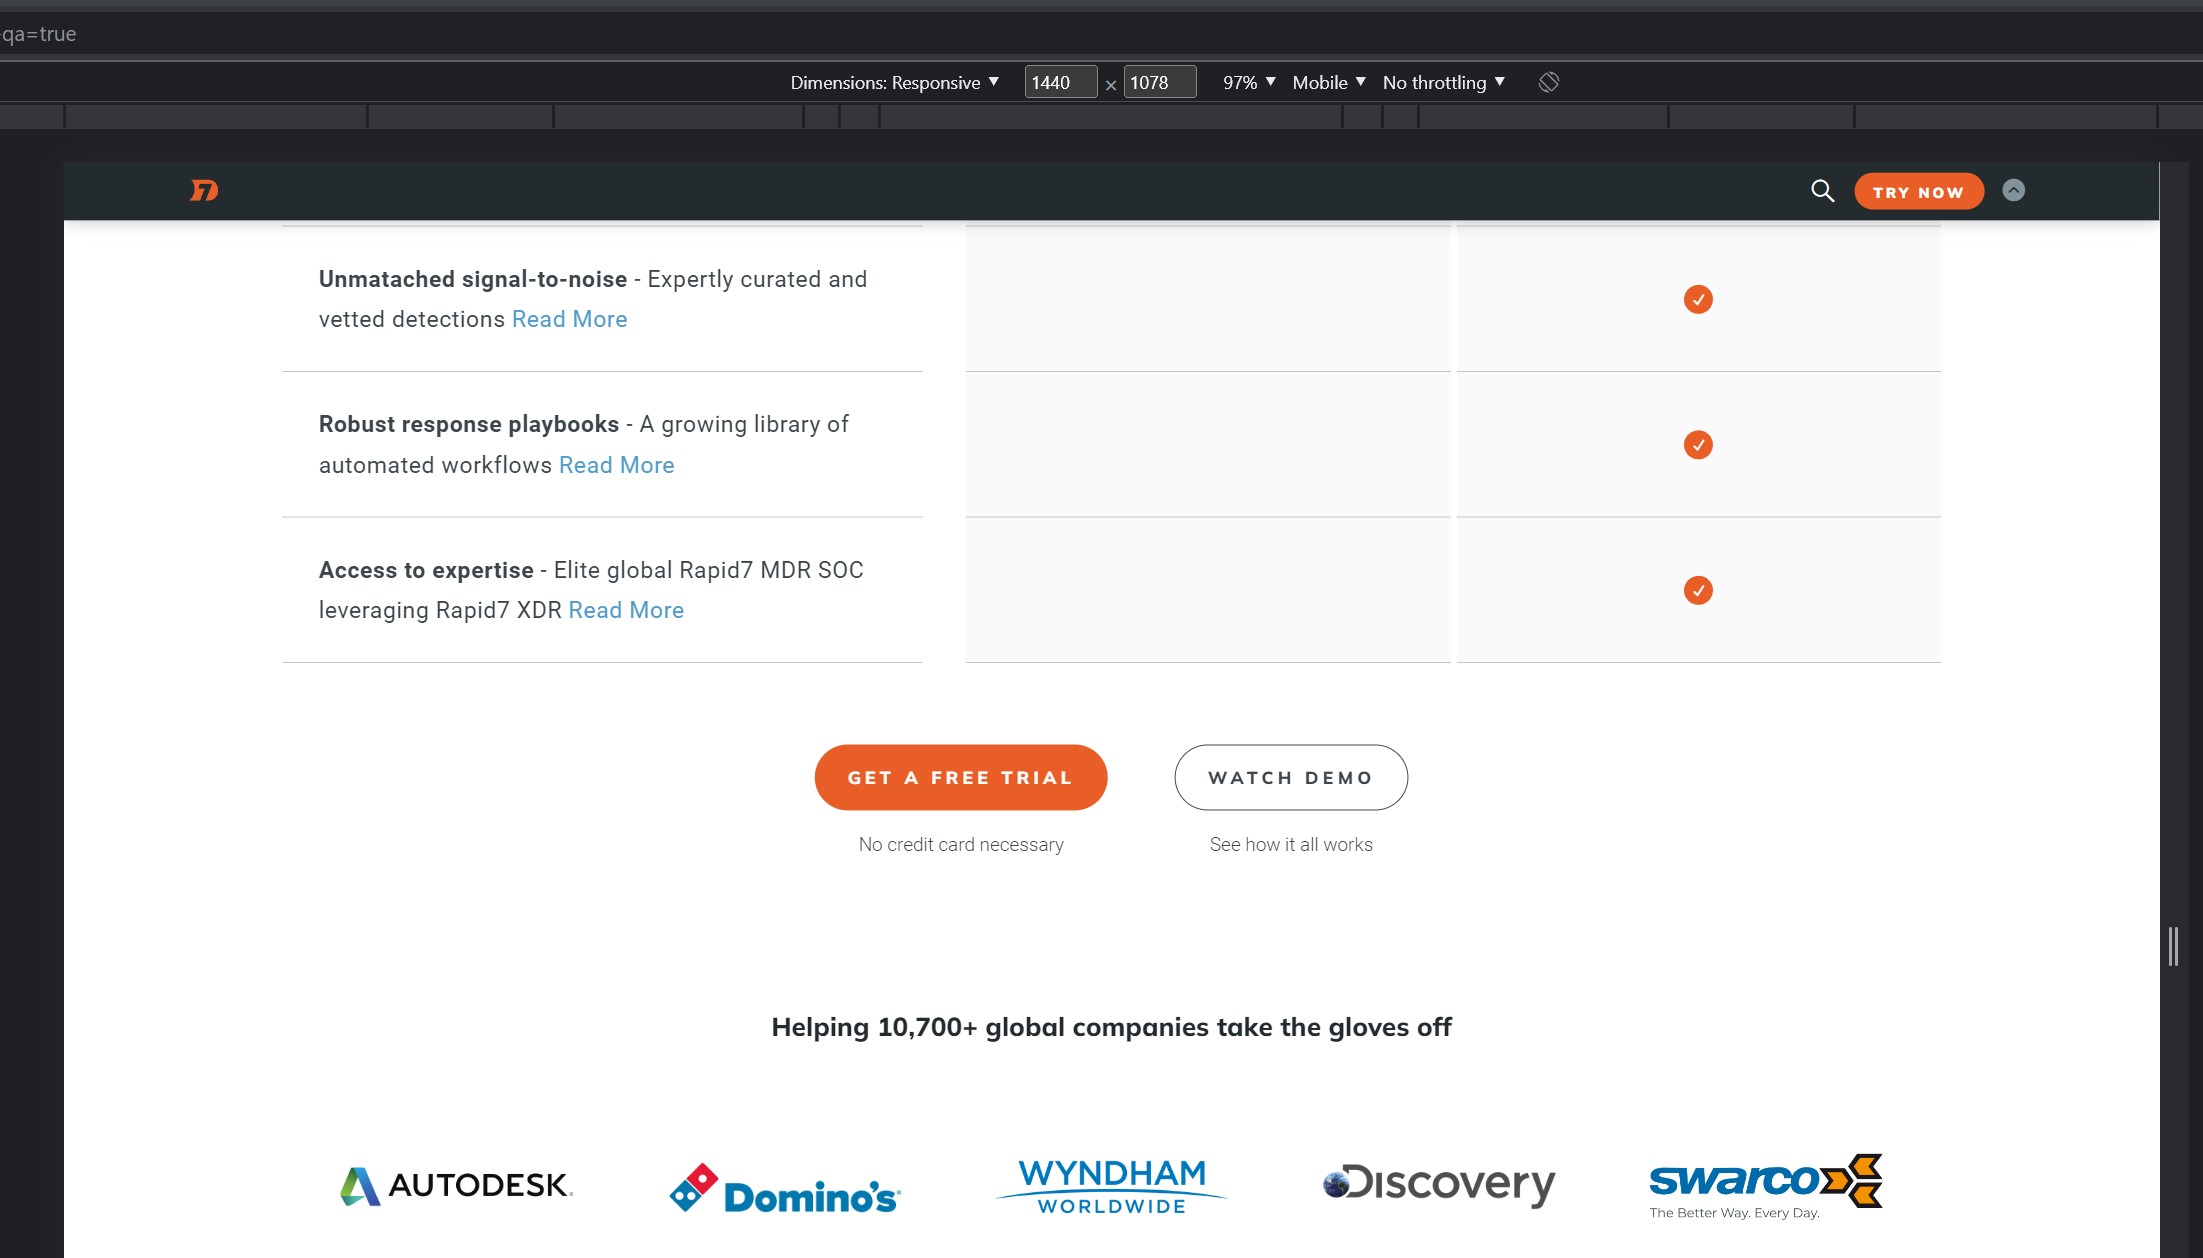 qa=true
Dimensions: Responsive 1440 × 1078 97% Mobile No throttling
TRY NOW
Unmatached signal-to-noise - Expertly curated and
vetted detections Read More
Robust response playbooks - A growing library of
automated workflows Read More
Access to expertise - Elite global Rapid7 MDR SOC
leveraging Rapid7 XDR Read More
GET A FREE TRIAL WATCH DEMO
No credit card necessary See how it all works
Helping 10,700+ global companies take the gloves off
AUTODESK.
Domino's
WYNDHAM
WORLDWIDE
Discovery
swarco
The Better Way. Every Day.